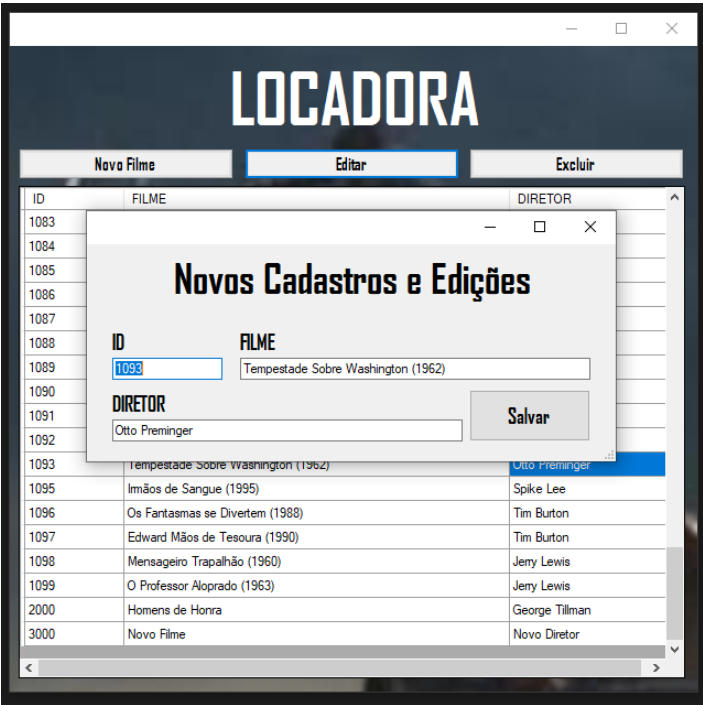 LOCADORA
Novo Filme Editar Excluir
ID FILME DIRETOR
1083
1084
1085
1086
1087
1088
1089
1090
1091
1092
Novos Cadastros e Edições
ID FILME
1093 Tempestade Sobre Washington (1962)
DIRETOR
Otto Preminger
Salvar
1093 Tempestade Sobre Washington (1962) Otto Preminger
1095 Imãos de Sangue (1995) Spike Lee
1096 Os Fantasmas se Divertem (1988) Tim Burton
1097 Edward Mãos de Tesoura (1990) Tim Burton
1098 Mensageiro Trapalhão (1960) Jerry Lewis
1099 O Professor Aloprado (1963) Jerry Lewis
2000 Homens de Honra George Tillman
3000 Novo Filme Novo Diretor